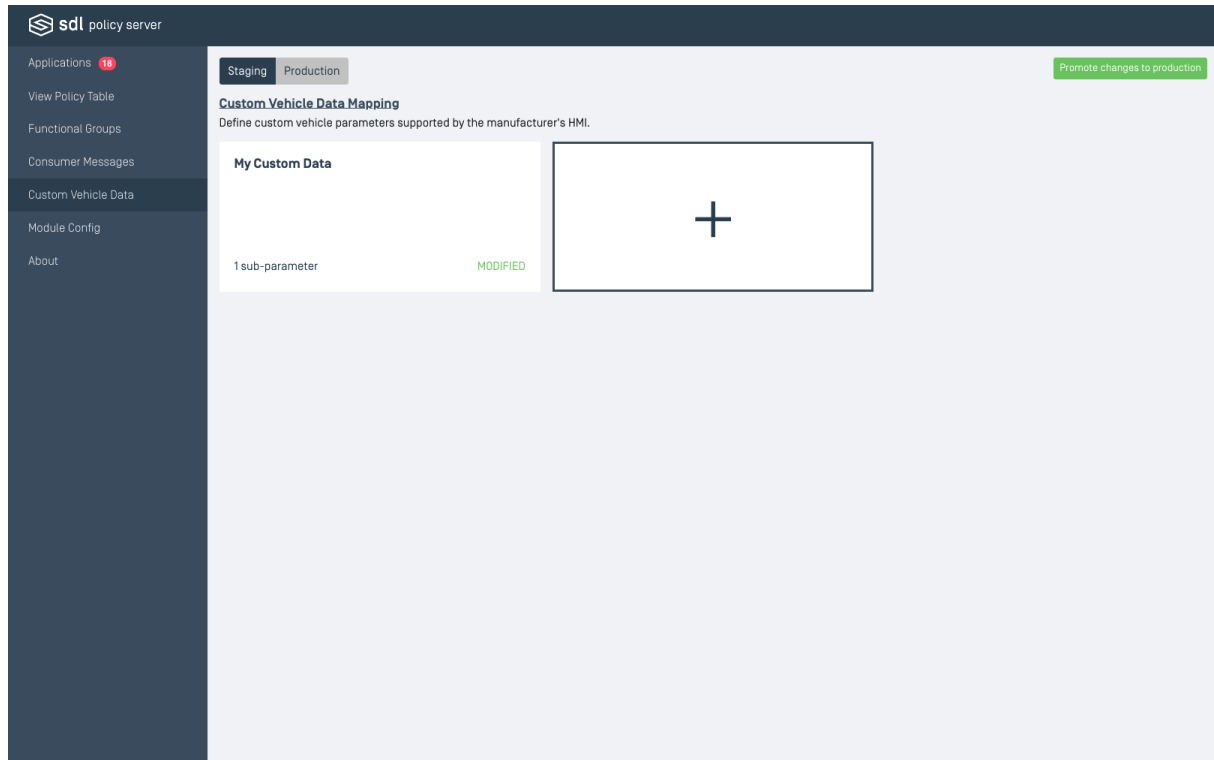 sdl policy server
Applications 18
View Policy Table
Functional Groups
Consumer Messages
Custom Vehicle Data
Module Config
About
Staging Production
Promote changes to production
Custom Vehicle Data Mapping
Define custom vehicle parameters supported by the manufacturer's HMI.
My Custom Data
1 sub-parameter MODIFIED